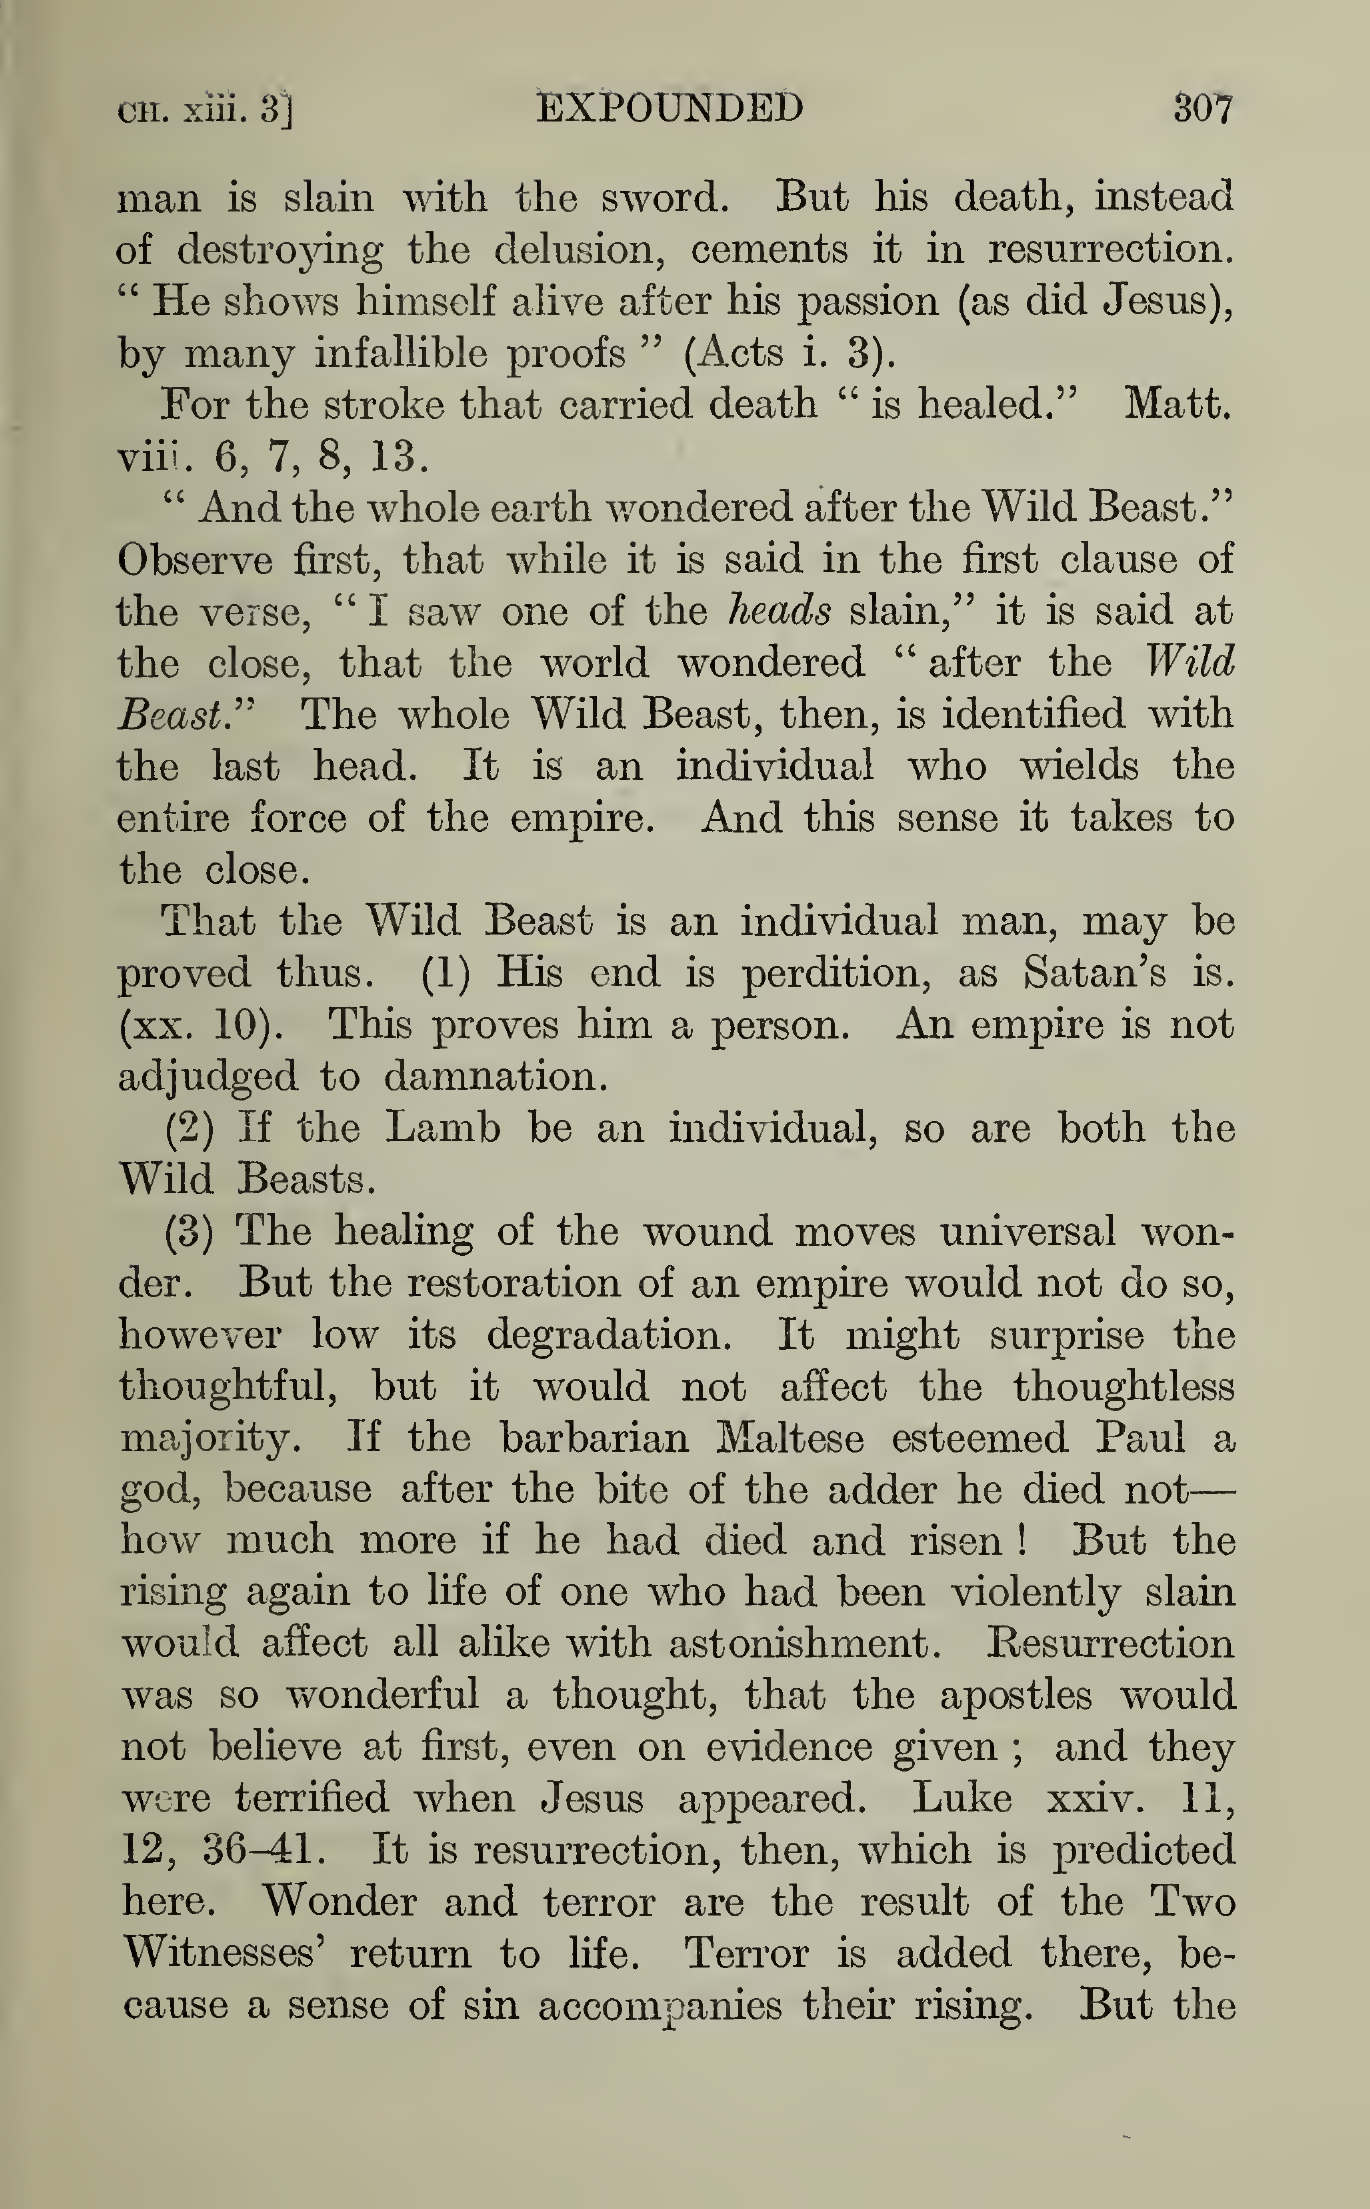 CH. xiii. 3] EXPOUNDED 307
man is slain with the sword. But his death, instead
of destroying the delusion, cements it in resurrection.
“ He shows himself alive after his passion (as did Jesus),
by many infallible proofs ” (Acts i. 3).
For the stroke that carried death “ is healed.” Matt.
viii. 6, 7, 8, 13.
“ And the whole earth wondered after the Wild Beast.”
Observe first, that while it is said in the first clause of
the verse, “ I saw one of the heads slain,” it is said at
the close, that the world wondered “ after the Wild
Beast.” The whole Wild Beast, then, is identified with
the last head. It is an individual who wields the
entire force of the empire. And this sense it takes to
the close.
That the Wild Beast is an individual man, may be
proved thus. (1) His end is perdition, as Satan’s is.
(xx. 10). This proves him a person. An empire is not
adjudged to damnation.
(2) If the Lamb be an individual, so are both the
Wild Beasts.
(3) The healing of the wound moves universal won-
der. But the restoration of an empire would not do so,
however low its degradation. It might surprise the
thoughtful, but it would not affect the thoughtless
majority. If the barbarian Maltese esteemed Paul a
god, because after the bite of the adder he died not—
how much more if he had died and risen ! But the
rising again to life of one who had been violently slain
would affect all alike with astonishment. Resurrection
was so wonderful a thought, that the apostles would
not believe at first, even on evidence given ; and they
were terrified when Jesus appeared. Luke xxiv. 11,
12, 36–41. It is resurrection, then, which is predicted
here. Wonder and terror are the result of the Two
Witnesses’ return to life. Terror is added there, be-
cause a sense of sin accompanies their rising. But the